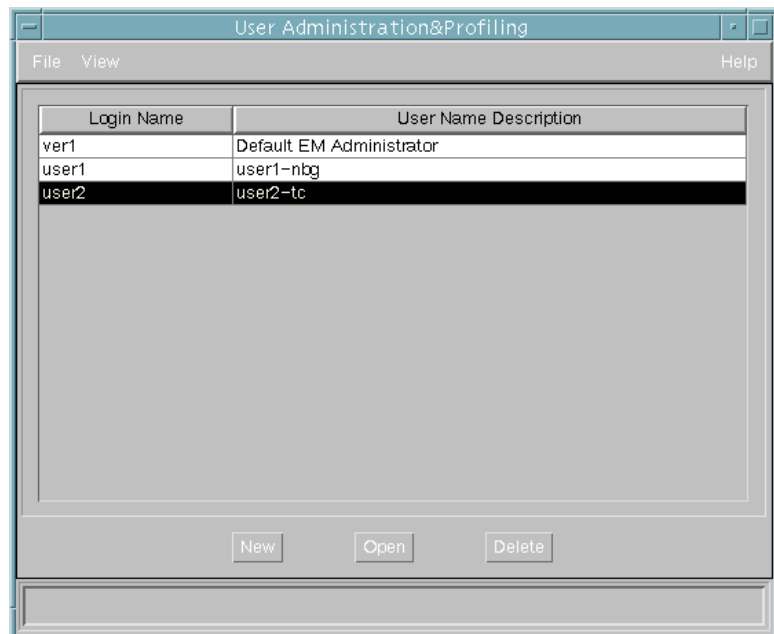 User Administration&Profiling
File View Help
Login Name User Name Description
ver1 Default EM Administrator
user1 user1-nbg
user2 user2-tc
New Open Delete